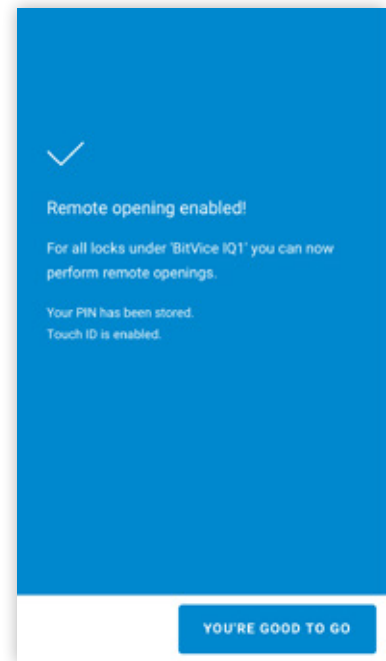 Remote opening enabled!
For all locks under 'BitVice IQ1' you can now
perform remote openings.
Your PIN has been stored.
Touch ID is enabled.
YOU'RE GOOD TO GO